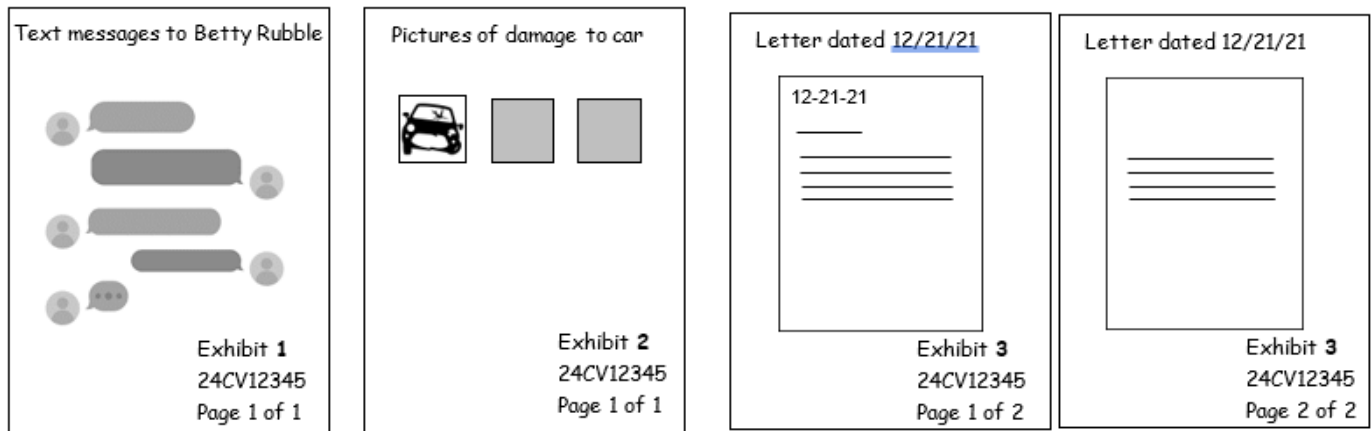 Text messages to Betty Rubble
Exhibit 1
24CV12345
Page 1 of 1
Pictures of damage to car
Exhibit 2
24CV12345
Page 1 of 1
Letter dated 12/21/21
12-21-21
Exhibit 3
24CV12345
Page 1 of 2
Letter dated 12/21/21
Exhibit 3
24CV12345
Page 2 of 2